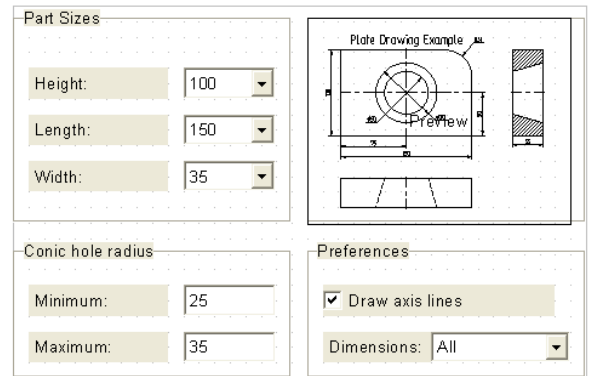 Part Sizes
Height: 100
Length: 150
Width: 35
Plate Drawing Example
Preview
Conic hole radius
Minimum: 25
Maximum: 35
Preferences
Draw axis lines
Dimensions: All